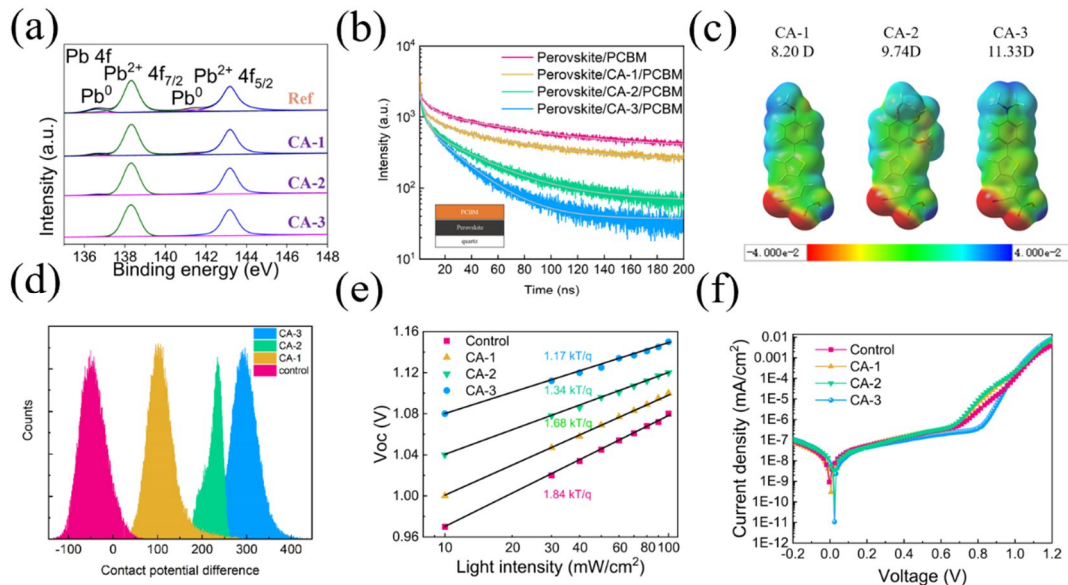 (a)
Pb 4f
Pb²⁺ 4f₇/₂ Pb²⁺ 4f₅/₂
Pb⁰ Pb⁰
Ref
CA-1
CA-2
CA-3
Intensity (a.u.)
136 138 140 142 144 146 148
Binding energy (eV)
(b)
Perovskite/PCBM
Perovskite/CA-1/PCBM
Perovskite/CA-2/PCBM
Perovskite/CA-3/PCBM
10⁴
10³
10²
10¹
Intensity (a.u.)
PCBM
Perovskite
quartz
20 40 60 80 100 120 140 160 180 200
Time (ns)
(c)
CA-1 CA-2 CA-3
8.20 D 9.74D 11.33D
-4.000e-2 4.000e-2
(d)
CA-3
CA-2
CA-1
control
Counts
-100 0 100 200 300 400
Contact potential difference
(e)
Control
CA-1
CA-2
CA-3
1.17 kT/q
1.34 kT/q
1.68 kT/q
1.84 kT/q
1.16
1.12
1.08
1.04
1.00
0.96
Voc (V)
10 20 30 40 60 80 100
Light intensity (mW/cm²)
(f)
Control
CA-1
CA-2
CA-3
0.01
0.001
1E-4
1E-5
1E-6
1E-7
1E-8
1E-9
1E-10
1E-11
1E-12
Current density (mA/cm²)
-0.2 0.0 0.2 0.4 0.6 0.8 1.0 1.2
Voltage (V)